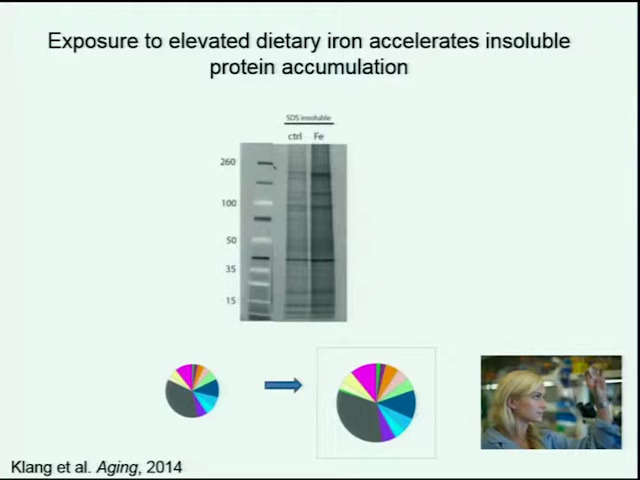 Exposure to elevated dietary iron accelerates insoluble
protein accumulation
SDS insoluble
ctrl Fe
260
100
50
35
15
Klang et al. Aging, 2014